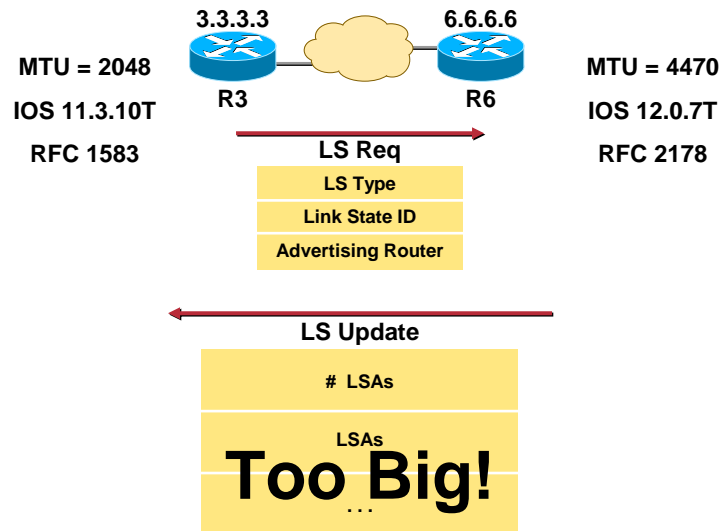 3.3.3.3
6.6.6.6
MTU = 2048
IOS 11.3.10T
RFC 1583
R3
R6
MTU = 4470
IOS 12.0.7T
RFC 2178
LS Req
LS Type
Link State ID
Advertising Router
LS Update
# LSAs
LSAs
Too Big!
. . .